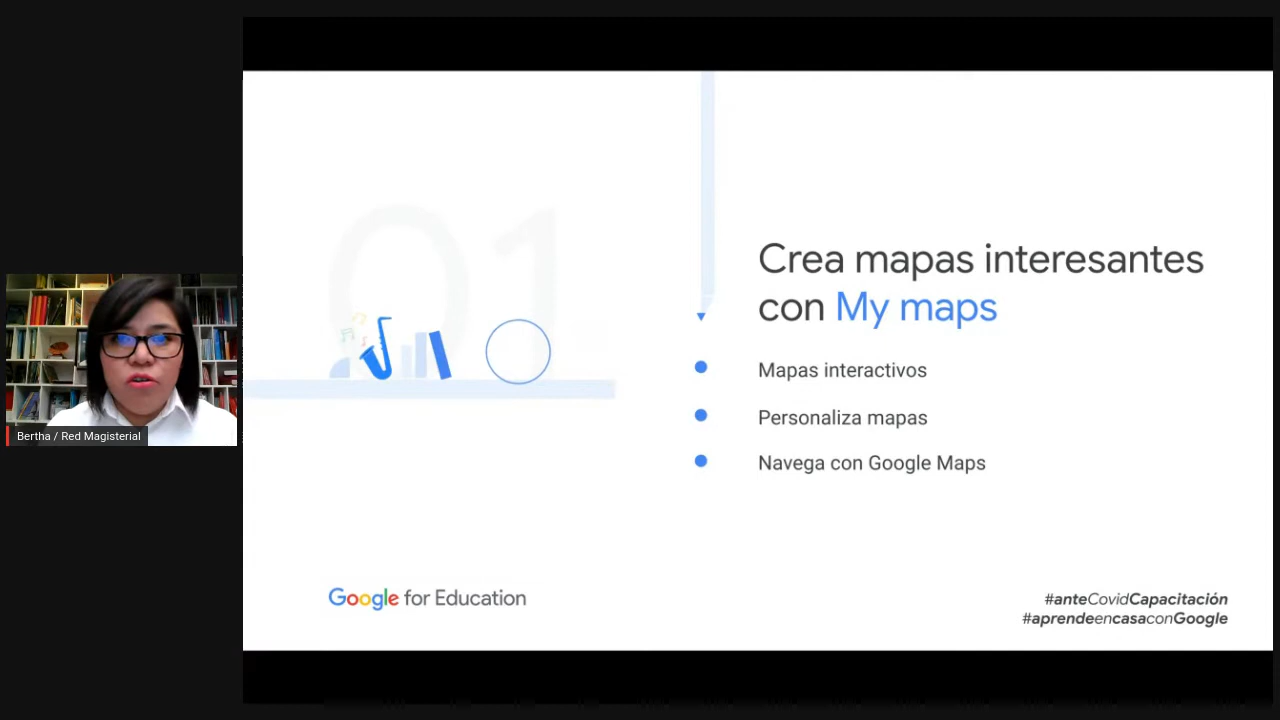 01
Crea mapas interesantes
con My maps
Mapas interactivos
Personaliza mapas
Navega con Google Maps
Bertha / Red Magisterial
Google for Education
#anteCovidCapacitación
#aprendeencasaconGoogle